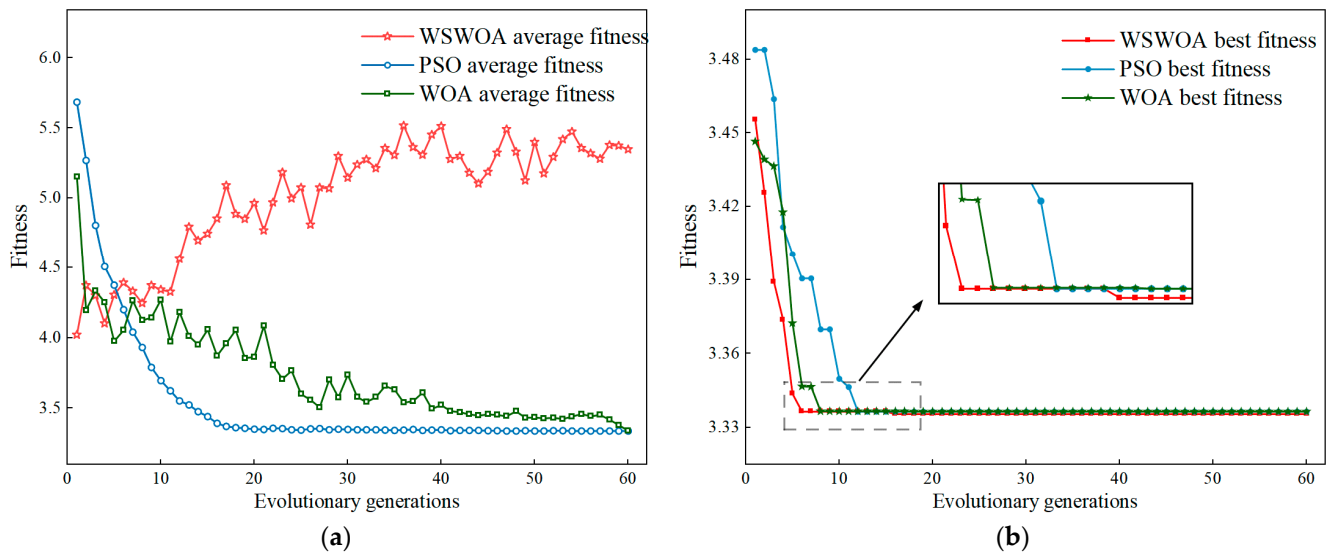 WSWOA average fitness
PSO average fitness
WOA average fitness
Fitness
6.0
5.5
5.0
4.5
4.0
3.5
0 10 20 30 40 50 60
Evolutionary generations
(a)
WSWOA best fitness
PSO best fitness
WOA best fitness
Fitness
3.48
3.45
3.42
3.39
3.36
3.33
0 10 20 30 40 50 60
Evolutionary generations
(b)